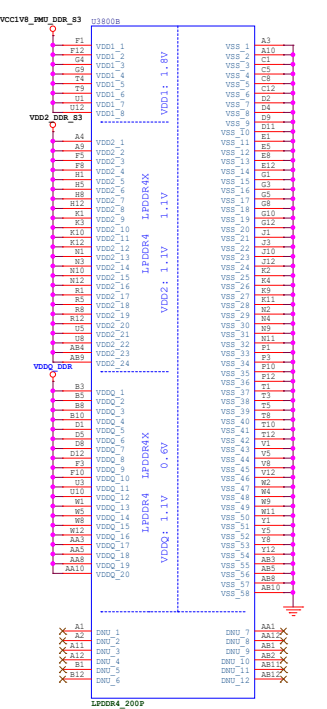 VCC1V8_PMU_DDR_S3
U3800B
F1 VDD1_1
F12 VDD1_2
G4 VDD1_3
G9 VDD1_4
T4 VDD1_5
T9 VDD1_6
U1 VDD1_7
U12 VDD1_8
VDD1: 1.8V
VDD2_DDR_S3
A4 VDD2_1
A9 VDD2_2
F5 VDD2_3
F8 VDD2_4
H1 VDD2_5
H5 VDD2_6
H8 VDD2_7
H12 VDD2_8
K1 VDD2_9
K3 VDD2_10
K10 VDD2_11
K12 VDD2_12
N1 VDD2_13
N3 VDD2_14
N10 VDD2_15
N12 VDD2_16
R1 VDD2_17
R5 VDD2_18
R8 VDD2_19
R12 VDD2_20
U5 VDD2_21
U8 VDD2_22
AB4 VDD2_23
AB9 VDD2_24
LPDDR4 LPDDR4X
VDD2: 1.1V 1.1V
VDDQ_DDR
B3 VDDQ_1
B5 VDDQ_2
B8 VDDQ_3
B10 VDDQ_4
D1 VDDQ_5
D5 VDDQ_6
D8 VDDQ_7
D12 VDDQ_8
F3 VDDQ_9
F10 VDDQ_10
U3 VDDQ_11
U10 VDDQ_12
W1 VDDQ_13
W5 VDDQ_14
W8 VDDQ_15
W12 VDDQ_16
AA3 VDDQ_17
AA5 VDDQ_18
AA8 VDDQ_19
AA10 VDDQ_20
LPDDR4 LPDDR4X
VDDQ: 1.1V 0.6V
A1 DNU_1
A2 DNU_2
A11 DNU_3
A12 DNU_4
B1 DNU_5
B12 DNU_6
VSS_1 A3
VSS_2 A10
VSS_3 C1
VSS_4 C5
VSS_5 C8
VSS_6 C12
VSS_7 D2
VSS_8 D4
VSS_9 D9
VSS_10 D11
VSS_11 E1
VSS_12 E5
VSS_13 E8
VSS_14 E12
VSS_15 G1
VSS_16 G3
VSS_17 G5
VSS_18 G8
VSS_19 G10
VSS_20 G12
VSS_21 J1
VSS_22 J3
VSS_23 J10
VSS_24 J12
VSS_25 K2
VSS_26 K4
VSS_27 K9
VSS_28 K11
VSS_29 N2
VSS_30 N4
VSS_31 N9
VSS_32 N11
VSS_33 P1
VSS_34 P3
VSS_35 P10
VSS_36 P12
VSS_37 T1
VSS_38 T3
VSS_39 T5
VSS_40 T8
VSS_41 T10
VSS_42 T12
VSS_43 V1
VSS_44 V5
VSS_45 V8
VSS_46 V12
VSS_47 W2
VSS_48 W4
VSS_49 W9
VSS_50 W11
VSS_51 Y1
VSS_52 Y5
VSS_53 Y8
VSS_54 Y12
VSS_55 AB3
VSS_56 AB5
VSS_57 AB8
VSS_58 AB10
DNU_7 AA1
DNU_8 AA12
DNU_9 AB1
DNU_10 AB2
DNU_11 AB11
DNU_12 AB12
LPDDR4_200P